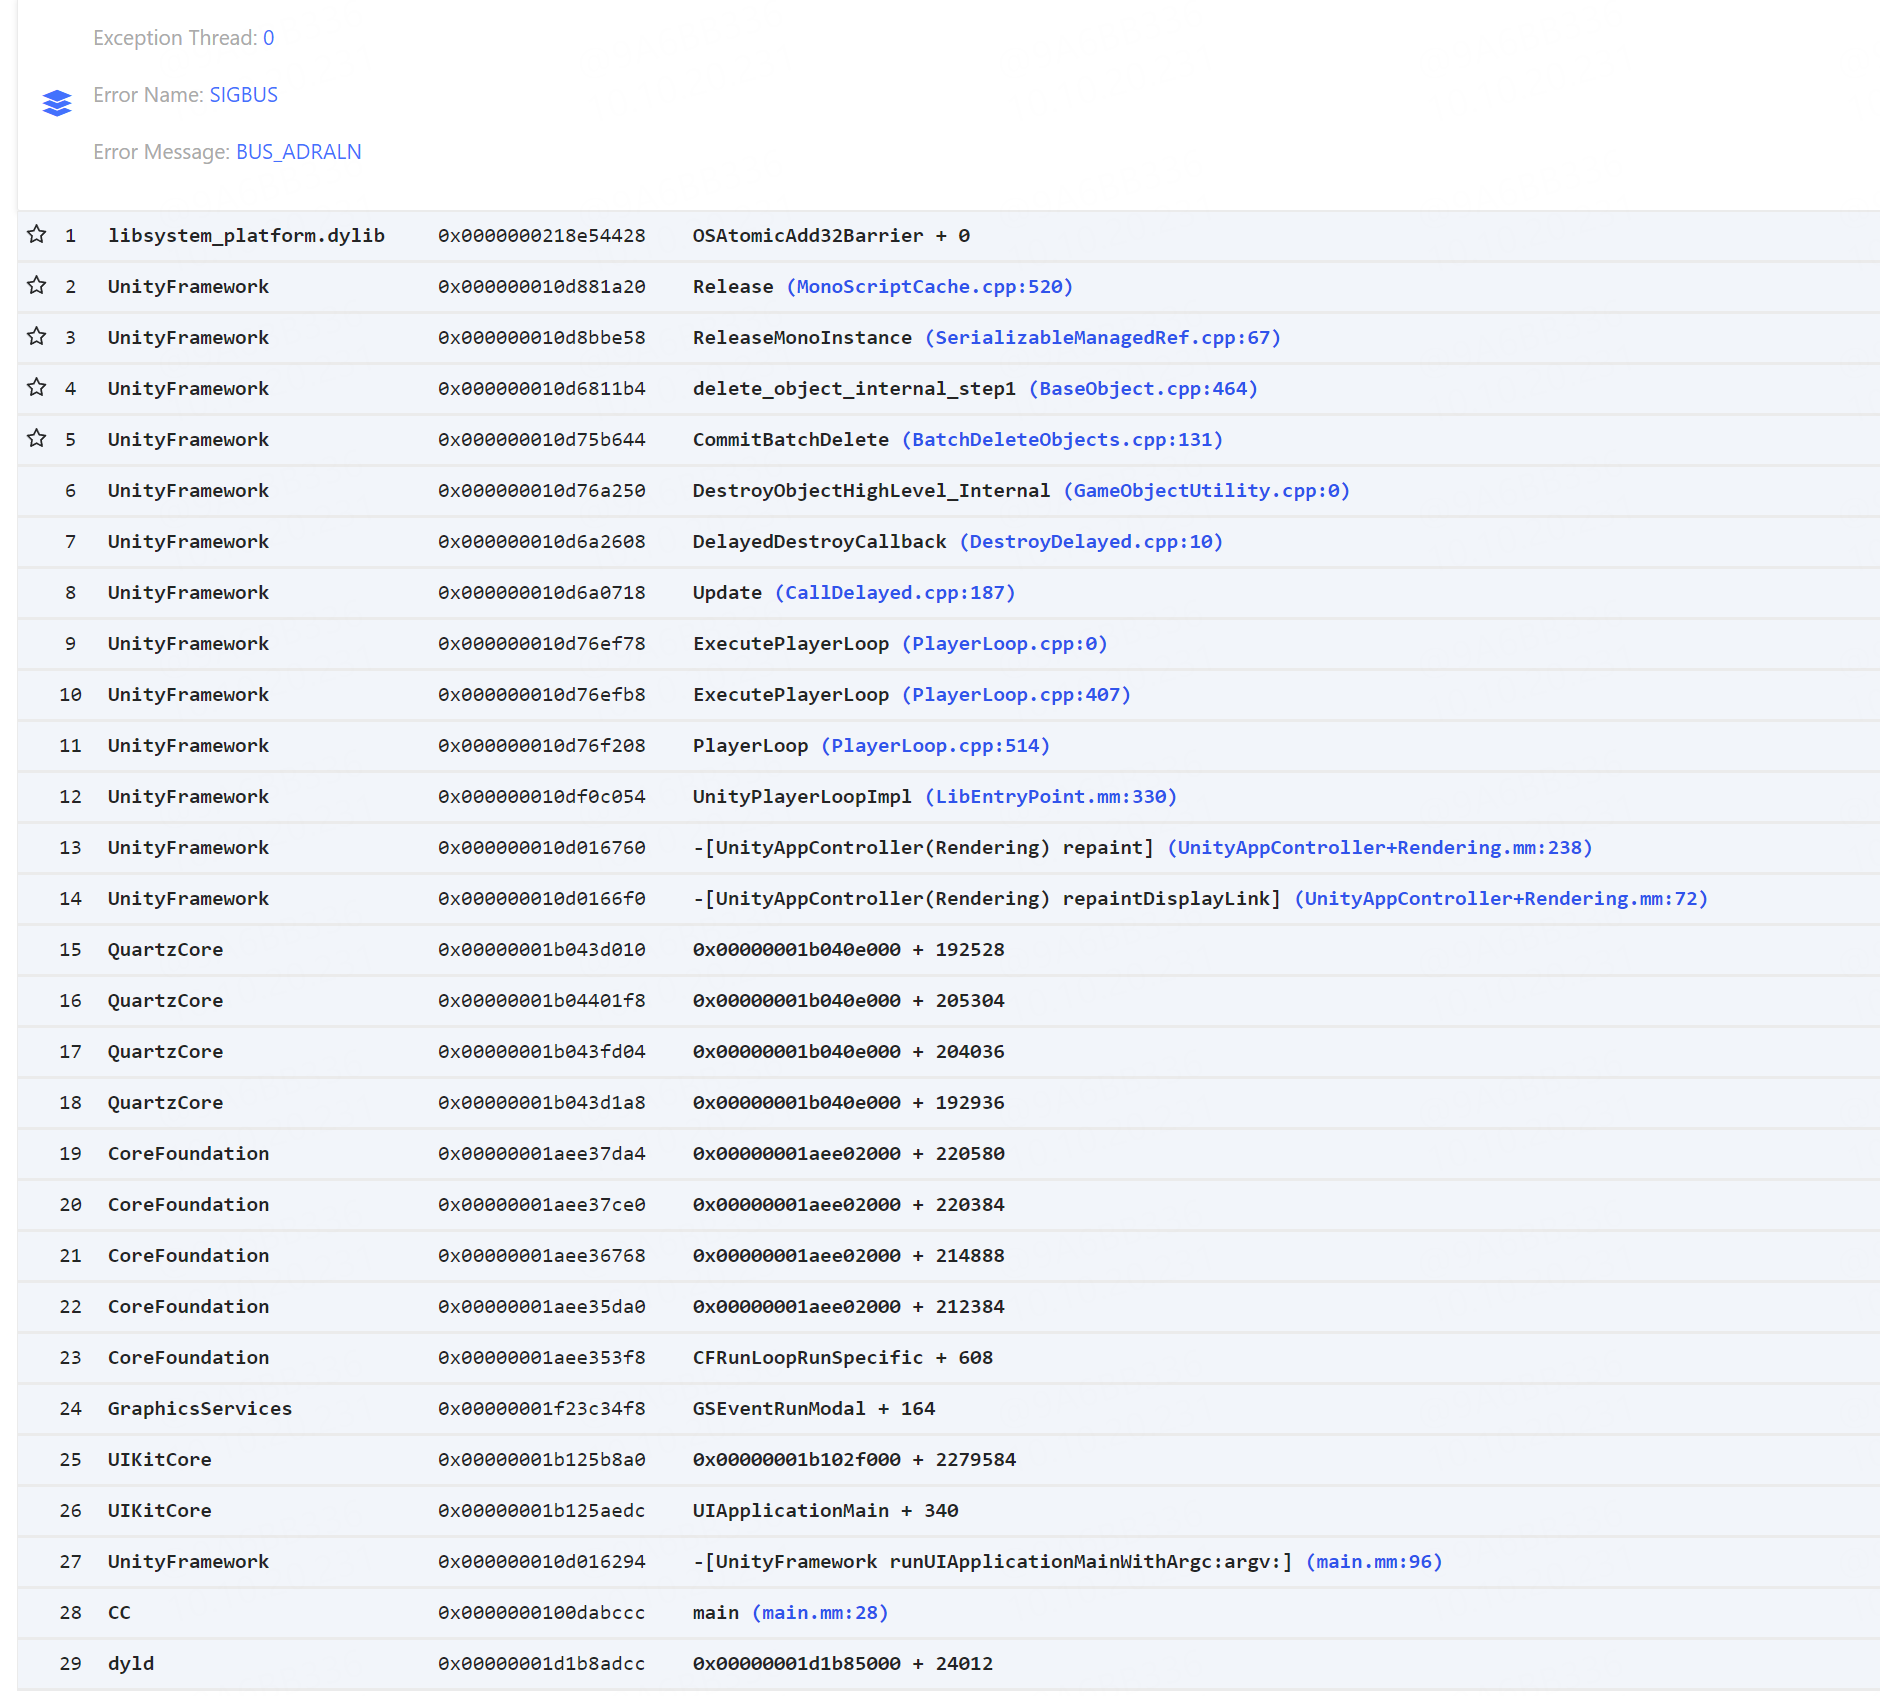 Exception Thread: 0
Error Name: SIGBUS
Error Message: BUS_ADRALN
1 libsystem_platform.dylib 0x0000000218e54428 OSAtomicAdd32Barrier + 0
2 UnityFramework 0x000000010d881a20 Release (MonoScriptCache.cpp:520)
3 UnityFramework 0x000000010d8bbe58 ReleaseMonoInstance (SerializableManagedRef.cpp:67)
4 UnityFramework 0x000000010d6811b4 delete_object_internal_step1 (BaseObject.cpp:464)
5 UnityFramework 0x000000010d75b644 CommitBatchDelete (BatchDeleteObjects.cpp:131)
6 UnityFramework 0x000000010d76a250 DestroyObjectHighLevel_Internal (GameObjectUtility.cpp:0)
7 UnityFramework 0x000000010d6a2608 DelayedDestroyCallback (DestroyDelayed.cpp:10)
8 UnityFramework 0x000000010d6a0718 Update (CallDelayed.cpp:187)
9 UnityFramework 0x000000010d76ef78 ExecutePlayerLoop (PlayerLoop.cpp:0)
10 UnityFramework 0x000000010d76efb8 ExecutePlayerLoop (PlayerLoop.cpp:407)
11 UnityFramework 0x000000010d76f208 PlayerLoop (PlayerLoop.cpp:514)
12 UnityFramework 0x000000010df0c054 UnityPlayerLoopImpl (LibEntryPoint.mm:330)
13 UnityFramework 0x000000010d016760 -[UnityAppController(Rendering) repaint] (UnityAppController+Rendering.mm:238)
14 UnityFramework 0x000000010d0166f0 -[UnityAppController(Rendering) repaintDisplayLink] (UnityAppController+Rendering.mm:72)
15 QuartzCore 0x00000001b043d010 0x00000001b040e000 + 192528
16 QuartzCore 0x00000001b04401f8 0x00000001b040e000 + 205304
17 QuartzCore 0x00000001b043fd04 0x00000001b040e000 + 204036
18 QuartzCore 0x00000001b043d1a8 0x00000001b040e000 + 192936
19 CoreFoundation 0x00000001aee37da4 0x00000001aee02000 + 220580
20 CoreFoundation 0x00000001aee37ce0 0x00000001aee02000 + 220384
21 CoreFoundation 0x00000001aee36768 0x00000001aee02000 + 214888
22 CoreFoundation 0x00000001aee35da0 0x00000001aee02000 + 212384
23 CoreFoundation 0x00000001aee353f8 CFRunLoopRunSpecific + 608
24 GraphicsServices 0x00000001f23c34f8 GSEventRunModal + 164
25 UIKitCore 0x00000001b125b8a0 0x00000001b102f000 + 2279584
26 UIKitCore 0x00000001b125aedc UIApplicationMain + 340
27 UnityFramework 0x000000010d016294 -[UnityFramework runUIApplicationMainWithArgc:argv:] (main.mm:96)
28 CC 0x0000000100dabccc main (main.mm:28)
29 dyld 0x00000001d1b8adcc 0x00000001d1b85000 + 24012